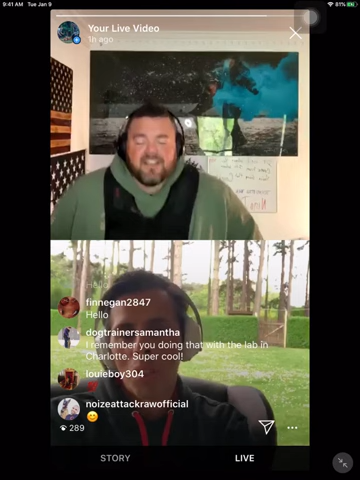 9:41 AM Tue Jan 9
81%
Your Live Video
1h ago
Hello
finnegan2847
Hello
dogtrainersamantha
I remember you doing that with the lab in
Charlotte. Super cool!
louieboy304
💯
noizeattackrawofficial
😊
289
STORY
LIVE